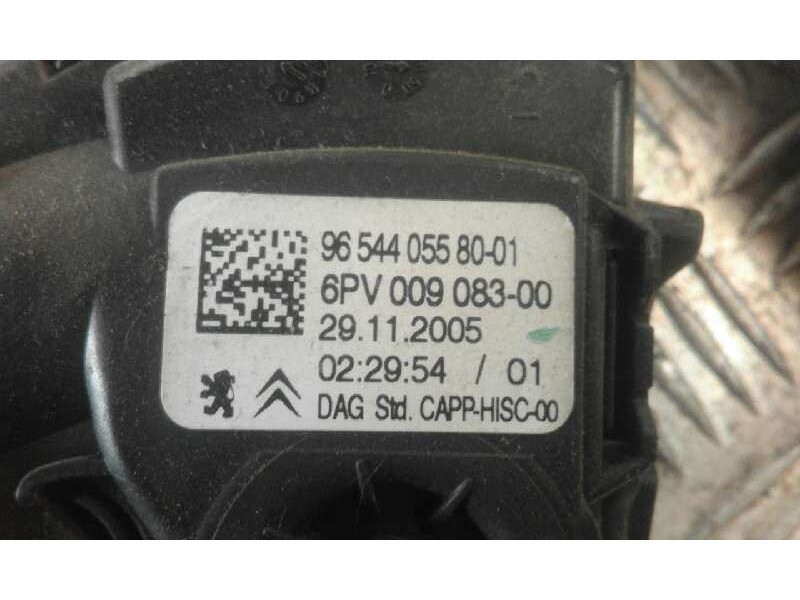 96 544 055 80-01
6PV 009 083-00
29.11.2005
02:29:54 / 01
DAG Std. CAPP-HISC-00